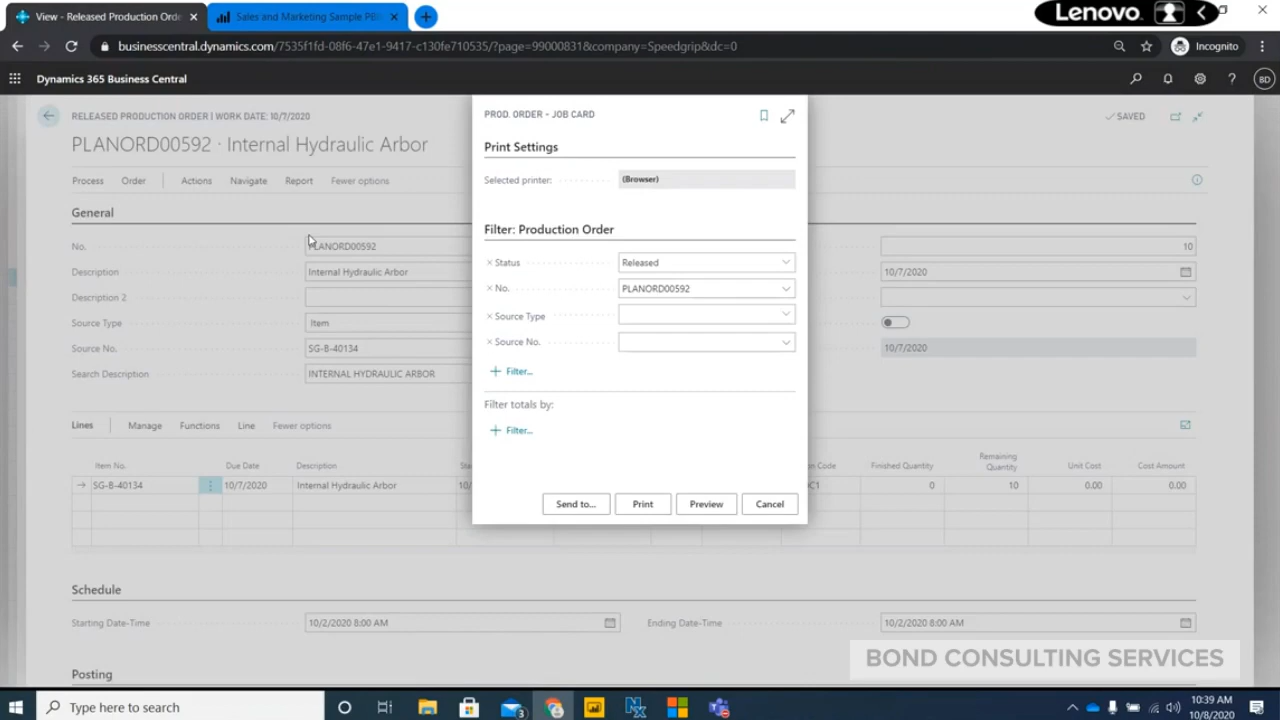 View - Released Production Orde
Sales and Marketing Sample PBI
Lenovo
businesscentral.dynamics.com/7535f1fd-08f6-47e1-9417-c130fe710535/?page=99000831&company=Speedgrip&dc=0
Incognito
Dynamics 365 Business Central
BD
RELEASED PRODUCTION ORDER | WORK DATE: 10/7/2020
SAVED
PLANORD00592 · Internal Hydraulic Arbor
Process Order Actions Navigate Report Fewer options
General
No. PLANORD00592 10
Description Internal Hydraulic Arbor 10/7/2020
Description 2
Source Type Item
Source No. SG-B-40134 10/7/2020
Search Description INTERNAL HYDRAULIC ARBOR
Lines Manage Functions Line Fewer options
Item No. Due Date Description Finished Quantity Remaining Quantity Unit Cost Cost Amount
SG-B-40134 10/7/2020 Internal Hydraulic Arbor 0 10 0.00 0.00
Schedule
Starting Date-Time 10/2/2020 8:00 AM Ending Date-Time 10/2/2020 8:00 AM
Posting
PROD. ORDER - JOB CARD
Print Settings
Selected printer: (Browser)
Filter: Production Order
× Status Released
× No. PLANORD00592
× Source Type
× Source No.
+ Filter...
Filter totals by:
+ Filter...
Send to... Print Preview Cancel
BOND CONSULTING SERVICES
Type here to search
3
10:39 AM
10/8/2020